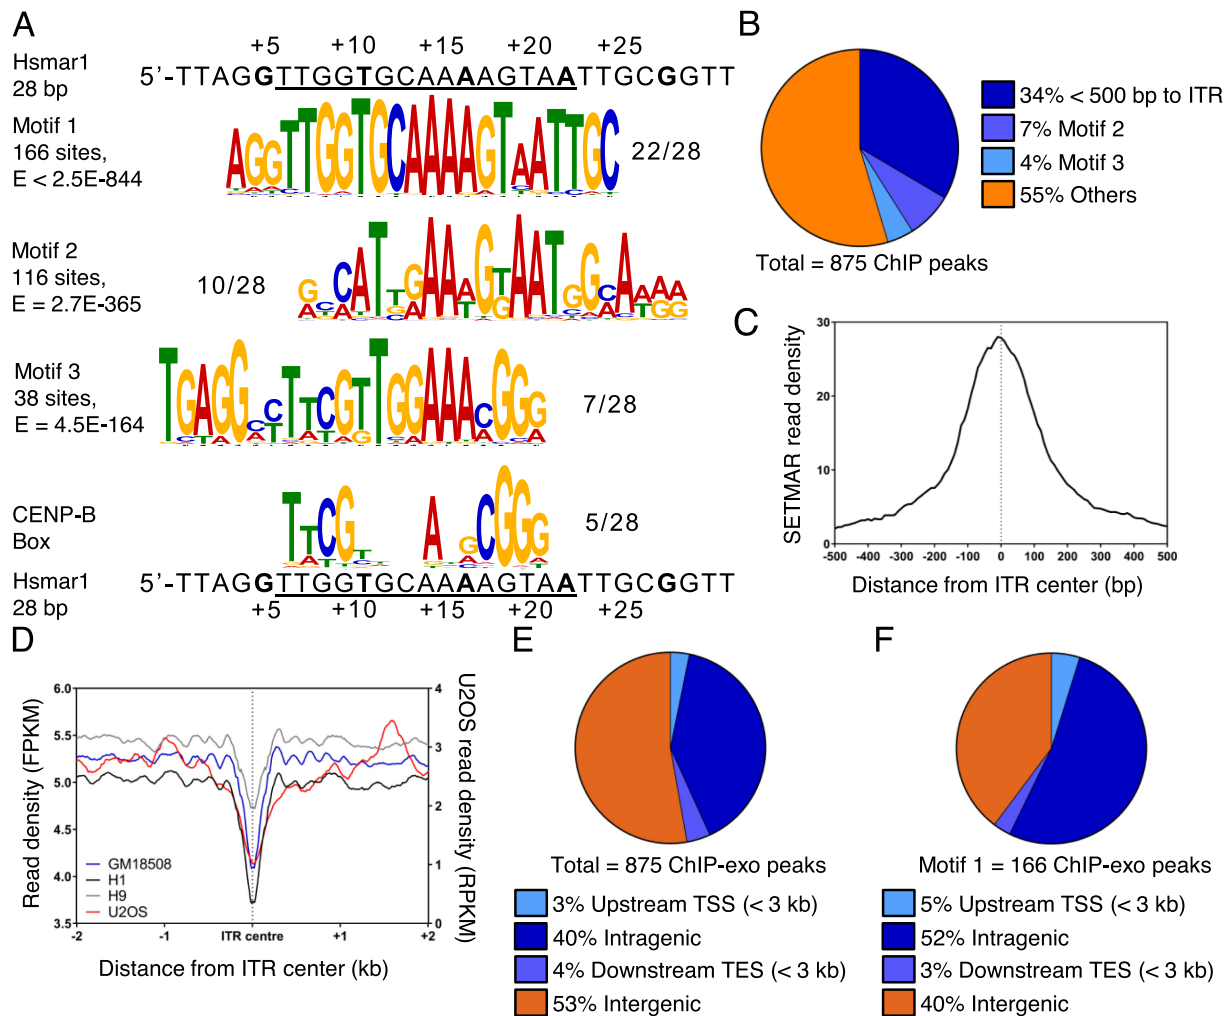 A
+5 +10 +15 +20 +25
Hsmar1
28 bp
5'-TTAGGTTGGTGCAAAAGTAATTGCGGTT
Motif 1
166 sites,
E < 2.5E-844
AGGTTGGTGCAAAAGTAATTGC
22/28
Motif 2
116 sites,
E = 2.7E-365
10/28
GCCATTGAAAGTAATGGCAAA
Motif 3
38 sites,
E = 4.5E-164
TGAGGCCTTCGTTGGAAACGGG
7/28
CENP-B
Box
TTCG A GCGGG
5/28
Hsmar1
28 bp
5'-TTAGGTTGGTGCAAAAGTAATTGCGGTT
+5 +10 +15 +20 +25
B
34% < 500 bp to ITR
7% Motif 2
4% Motif 3
55% Others
Total = 875 ChIP peaks
C
SETMAR read density
30
20
10
0
-500 -400 -300 -200 -100 0 100 200 300 400 500
Distance from ITR center (bp)
D
Read density (FPKM)
6.0
5.5
5.0
4.5
4.0
3.5
GM18508
H1
H9
U2OS
U2OS read density (RPKM)
4
3
2
1
0
-2 -1 ITR centre +1 +2
Distance from ITR center (kb)
E
Total = 875 ChIP-exo peaks
3% Upstream TSS (< 3 kb)
40% Intragenic
4% Downstream TES (< 3 kb)
53% Intergenic
F
Motif 1 = 166 ChIP-exo peaks
5% Upstream TSS (< 3 kb)
52% Intragenic
3% Downstream TES (< 3 kb)
40% Intergenic